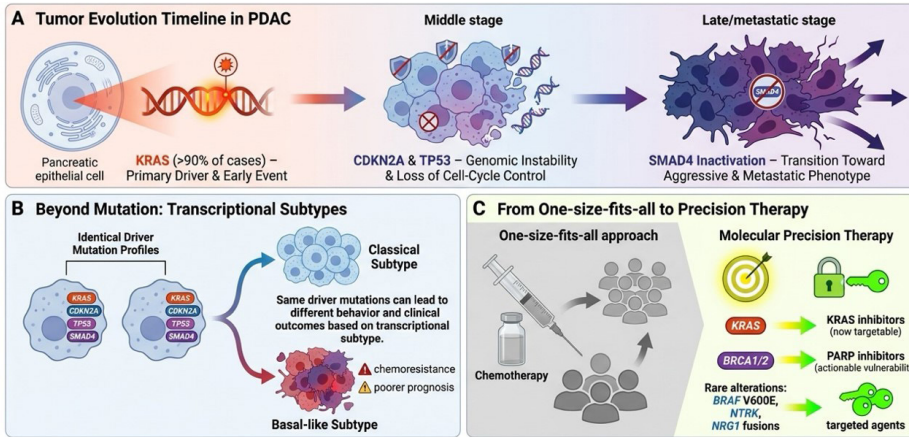 A Tumor Evolution Timeline in PDAC
Middle stage
Late/metastatic stage
SMAD4
Pancreatic
epithelial cell
KRAS (>90% of cases) –
Primary Driver & Early Event
CDKN2A & TP53 – Genomic Instability
& Loss of Cell-Cycle Control
SMAD4 Inactivation – Transition Toward
Aggressive & Metastatic Phenotype
B Beyond Mutation: Transcriptional Subtypes
Identical Driver
Mutation Profiles
KRAS
CDKN2A
TP53
SMAD4
KRAS
CDKN2A
TP53
SMAD4
Classical
Subtype
Same driver mutations can lead to
different behavior and clinical
outcomes based on transcriptional
subtype.
chemoresistance
poorer prognosis
Basal-like Subtype
C From One-size-fits-all to Precision Therapy
One-size-fits-all approach
Chemotherapy
Molecular Precision Therapy
KRAS
KRAS inhibitors
(now targetable)
BRCA1/2
PARP inhibitors
(actionable vulnerabilit
Rare alterations:
BRAF V600E,
NTRK,
NRG1 fusions
targeted agents